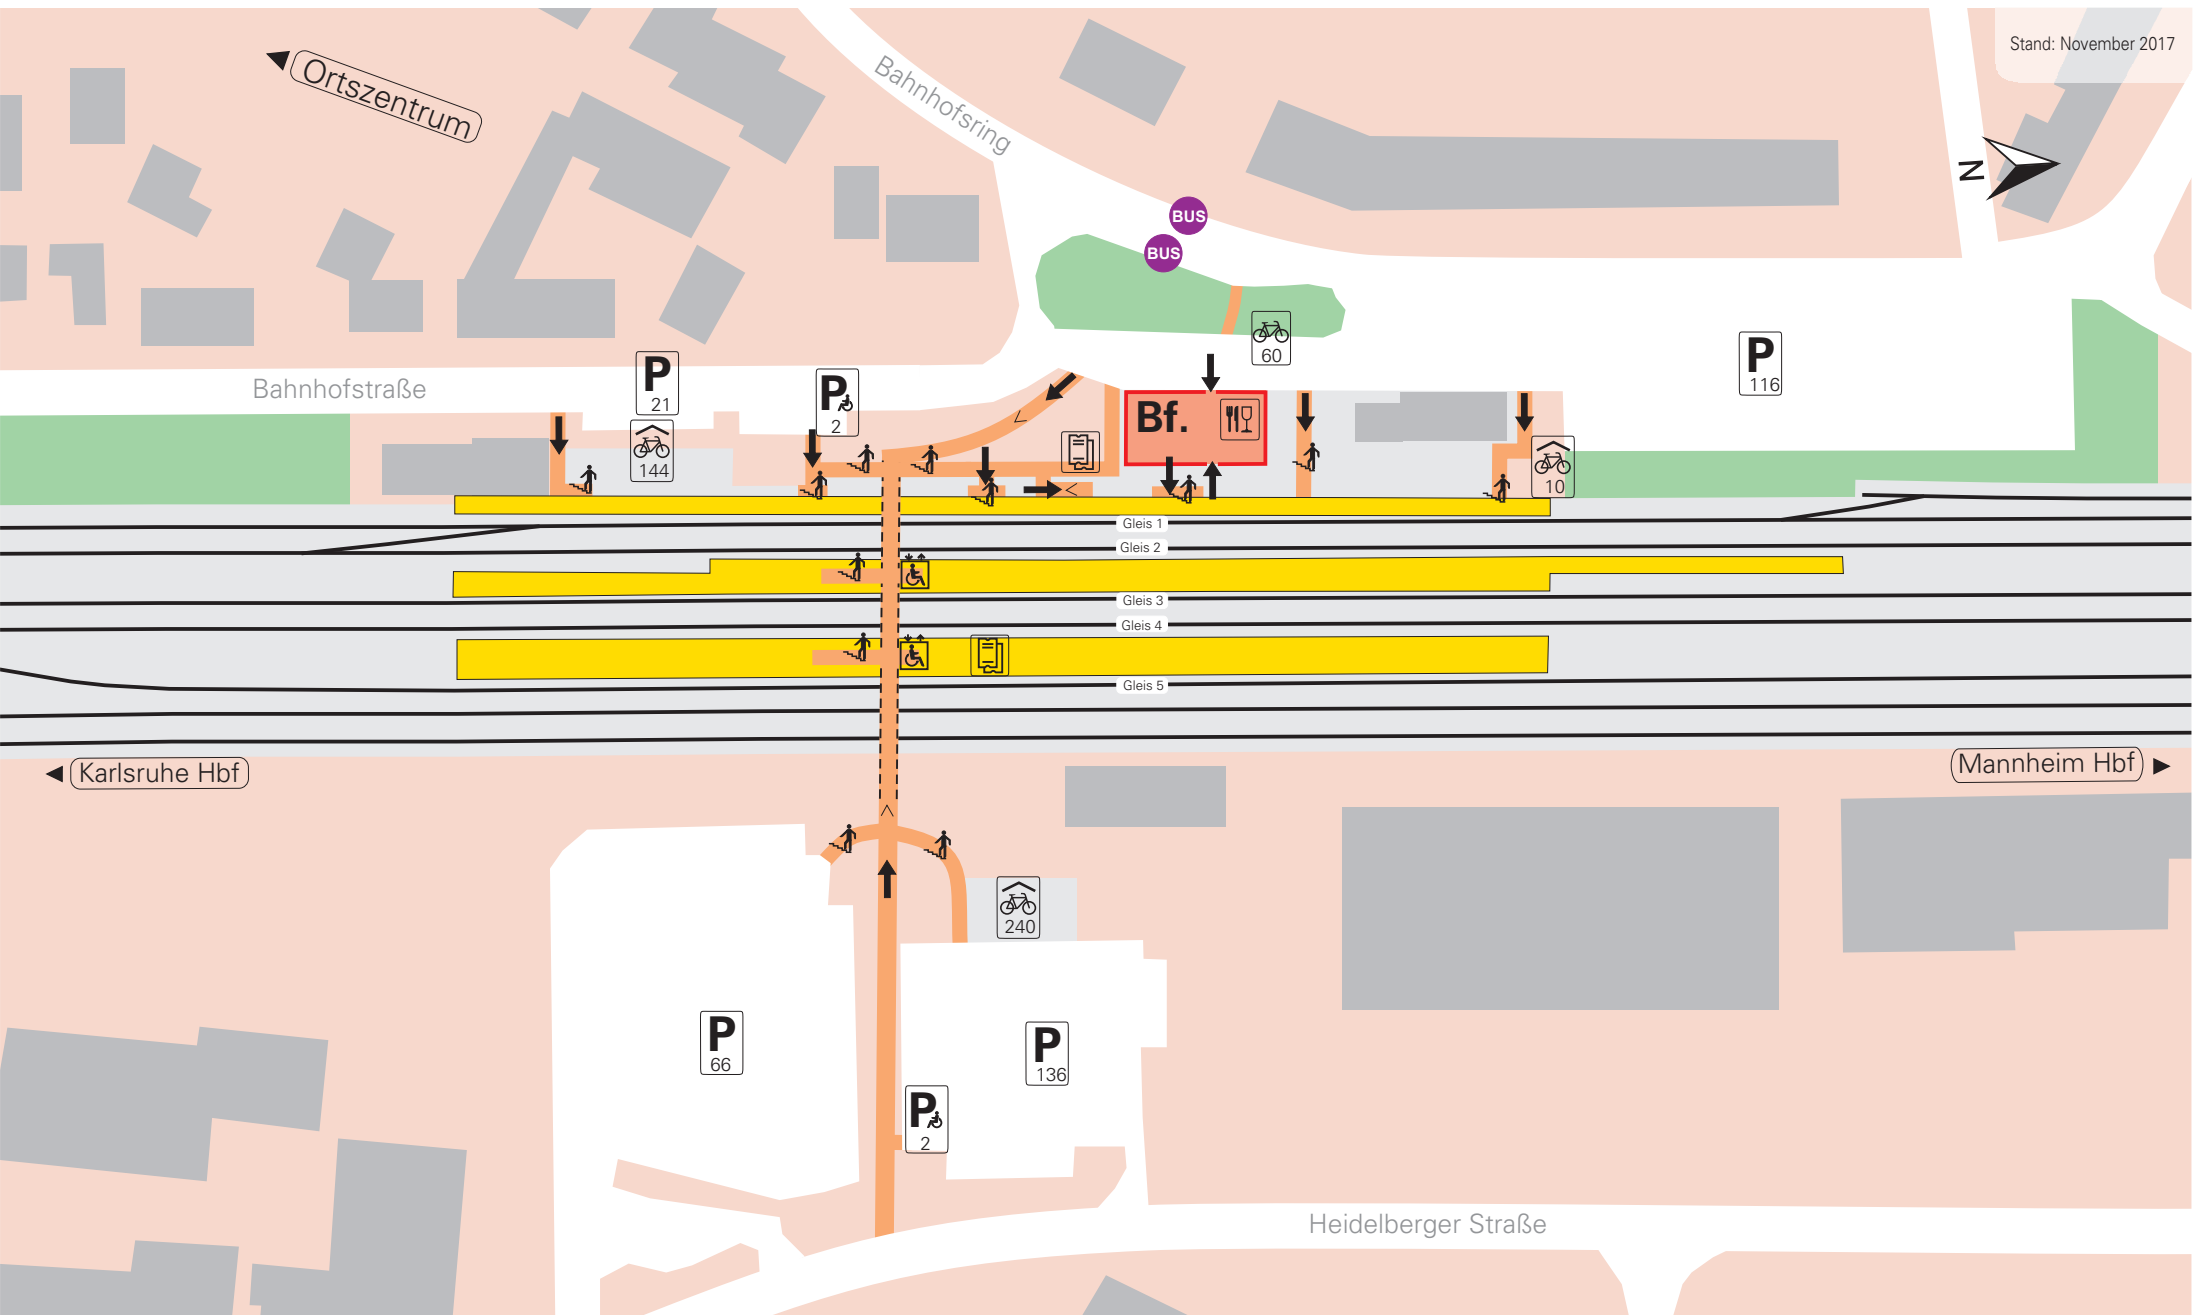 Stand: November 2017
Ortszentrum
Bahnhofsring
N
BUS
BUS
60
P
116
P
21
Bahnhofstraße
P
2
Bf.
144
10
Gleis 1
Gleis 2
Gleis 3
Gleis 4
Gleis 5
Karlsruhe Hbf
Mannheim Hbf
240
P
66
P
136
P
2
Heidelberger Straße